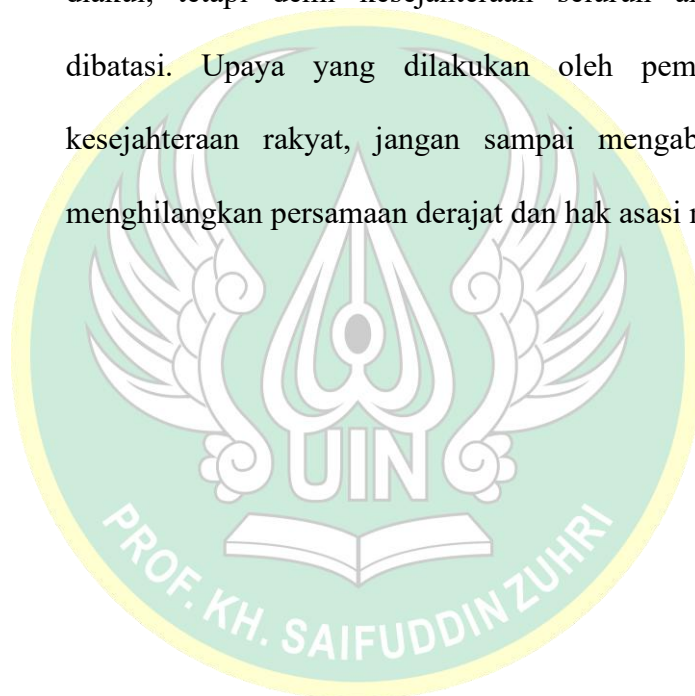 diakui, tetapi demi kesejahteraan seluruh
dibatasi. Upaya yang dilakukan oleh pem
kesejahteraan rakyat, jangan sampai mengab
menghilangkan persamaan derajat dan hak asasi
UIN
PROF. KH. SAIFUDDIN ZUHRI